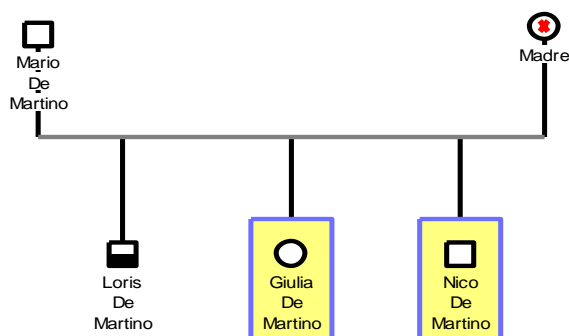 Mario
De
Martino
Madre
Loris
De
Martino
Giulia
De
Martino
Nico
De
Martino